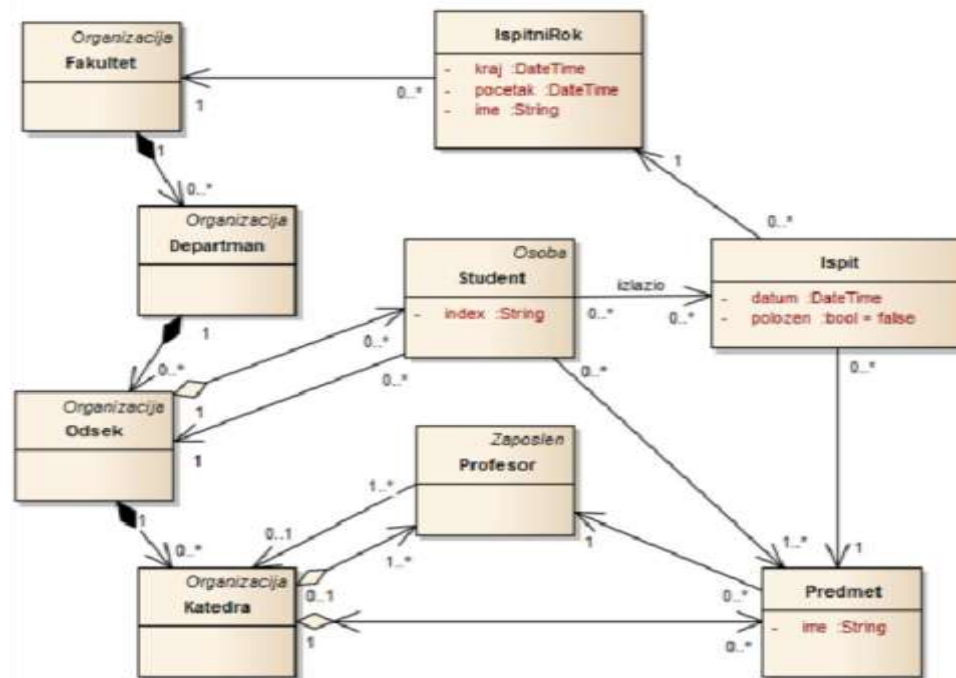 Organizacija
Fakultet
IspitniRok
- kraj :DateTime
- pocetak :DateTime
- ime :String
1
0..*
1
0..*
1
0..*
Organizacija
Departman
1
0..*
Osoba
Student
- index :String
izlazio
0..*
0..*
Ispit
- datum :DateTime
- polozen :bool = false
0..*
1
0..*
1
0..*
0..*
Organizacija
Odsek
1
0..*
Zaposlen
Profesor
1..*
0..1
1..*
0..1
1
0..*
1..*
1
Organizacija
Katedra
1
0..*
Predmet
- ime :String